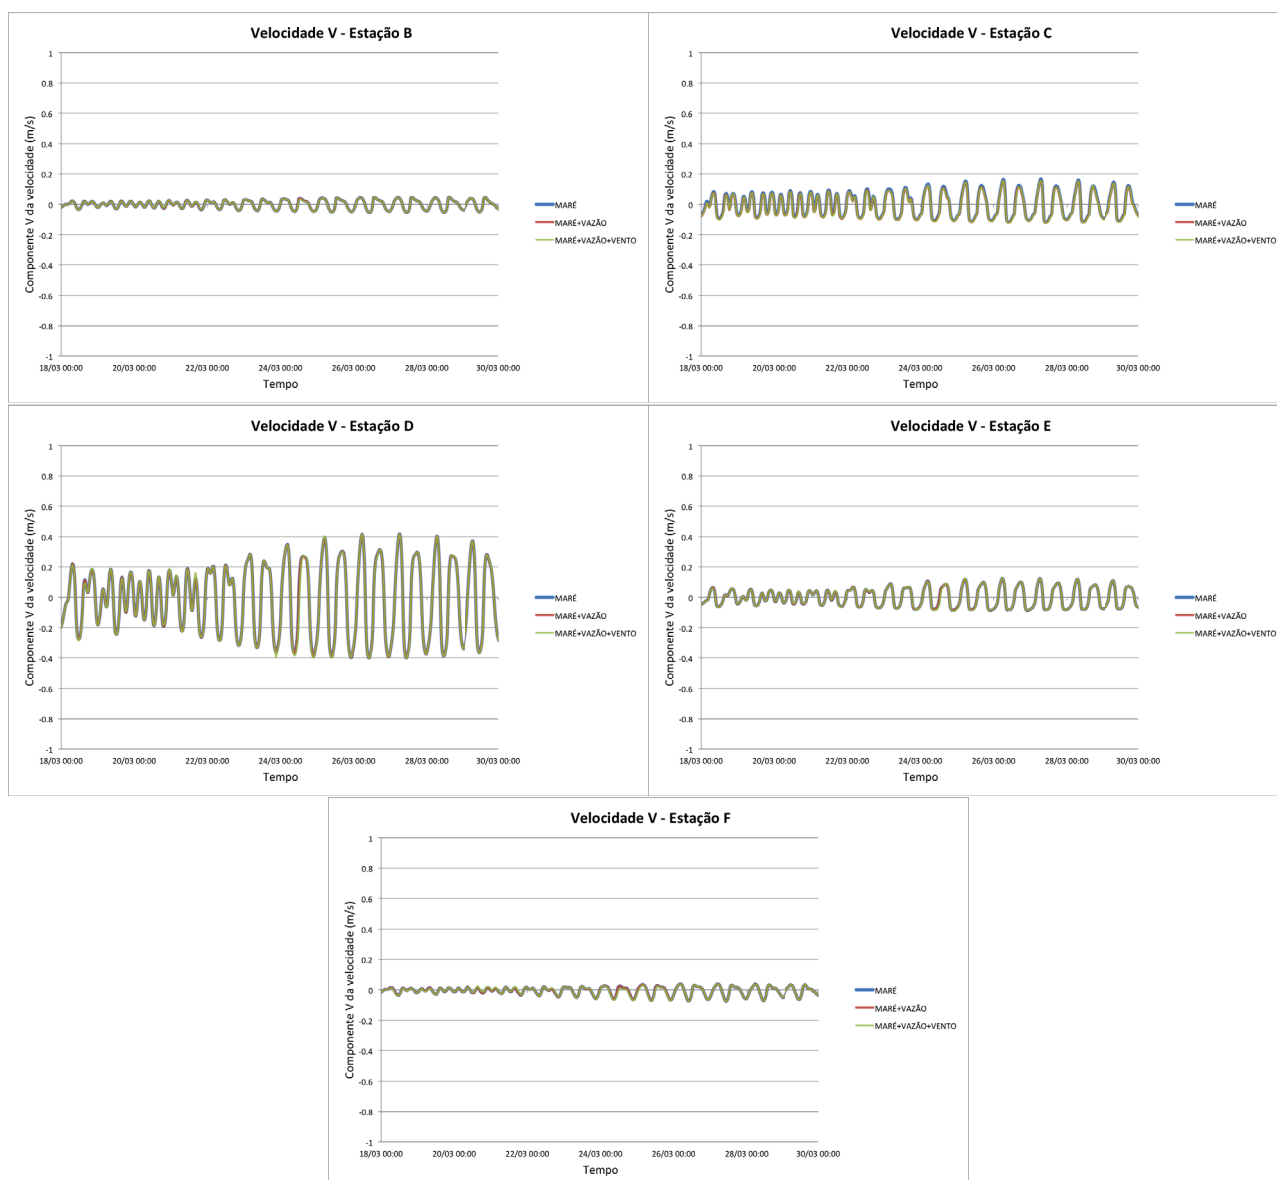 Velocidade V - Estação B
Componente V da velocidade (m/s)
1
0.8
0.6
0.4
0.2
0
-0.2
-0.4
-0.6
-0.8
-1
18/03 00:00 20/03 00:00 22/03 00:00 24/03 00:00 26/03 00:00 28/03 00:00 30/03 00:00
Tempo
MARÉ
MARÉ+VAZÃO
MARÉ+VAZÃO+VENTO
Velocidade V - Estação C
Componente V da velocidade (m/s)
1
0.8
0.6
0.4
0.2
0
-0.2
-0.4
-0.6
-0.8
-1
18/03 00:00 20/03 00:00 22/03 00:00 24/03 00:00 26/03 00:00 28/03 00:00 30/03 00:00
Tempo
MARÉ
MARÉ+VAZÃO
MARÉ+VAZÃO+VENTO
Velocidade V - Estação D
Componente V da velocidade (m/s)
1
0.8
0.6
0.4
0.2
0
-0.2
-0.4
-0.6
-0.8
-1
18/03 00:00 20/03 00:00 22/03 00:00 24/03 00:00 26/03 00:00 28/03 00:00 30/03 00:00
Tempo
MARÉ
MARÉ+VAZÃO
MARÉ+VAZÃO+VENTO
Velocidade V - Estação E
Componente V da velocidade (m/s)
1
0.8
0.6
0.4
0.2
0
-0.2
-0.4
-0.6
-0.8
-1
18/03 00:00 20/03 00:00 22/03 00:00 24/03 00:00 26/03 00:00 28/03 00:00 30/03 00:00
Tempo
MARÉ
MARÉ+VAZÃO
MARÉ+VAZÃO+VENTO
Velocidade V - Estação F
Componente V da velocidade (m/s)
1
0.8
0.6
0.4
0.2
0
-0.2
-0.4
-0.6
-0.8
-1
18/03 00:00 20/03 00:00 22/03 00:00 24/03 00:00 26/03 00:00 28/03 00:00 30/03 00:00
Tempo
MARÉ
MARÉ+VAZÃO
MARÉ+VAZÃO+VENTO